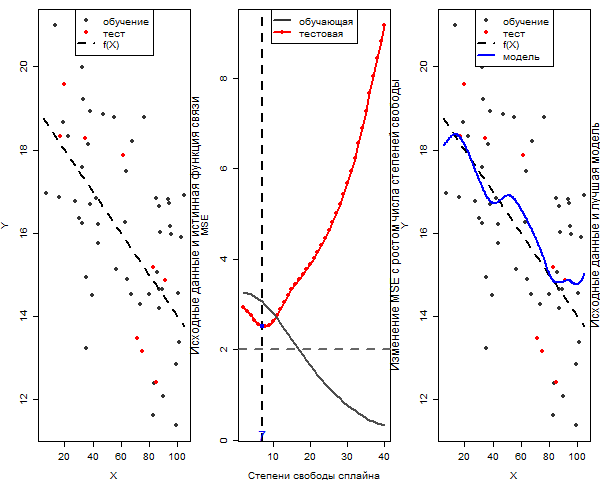 обучение
тест
f(X)
20
18
16
14
12
Y
20
40
60
80
100
X
Исходные данные и истинная функция связи
обучающая
тестовая
8
6
4
2
0
MSE
7
10
20
30
40
Степени свободы сплайна
Изменение MSE с ростом числа степеней свободы
обучение
тест
f(X)
модель
20
18
16
14
12
Y
20
40
60
80
100
X
Исходные данные и лучшая модель